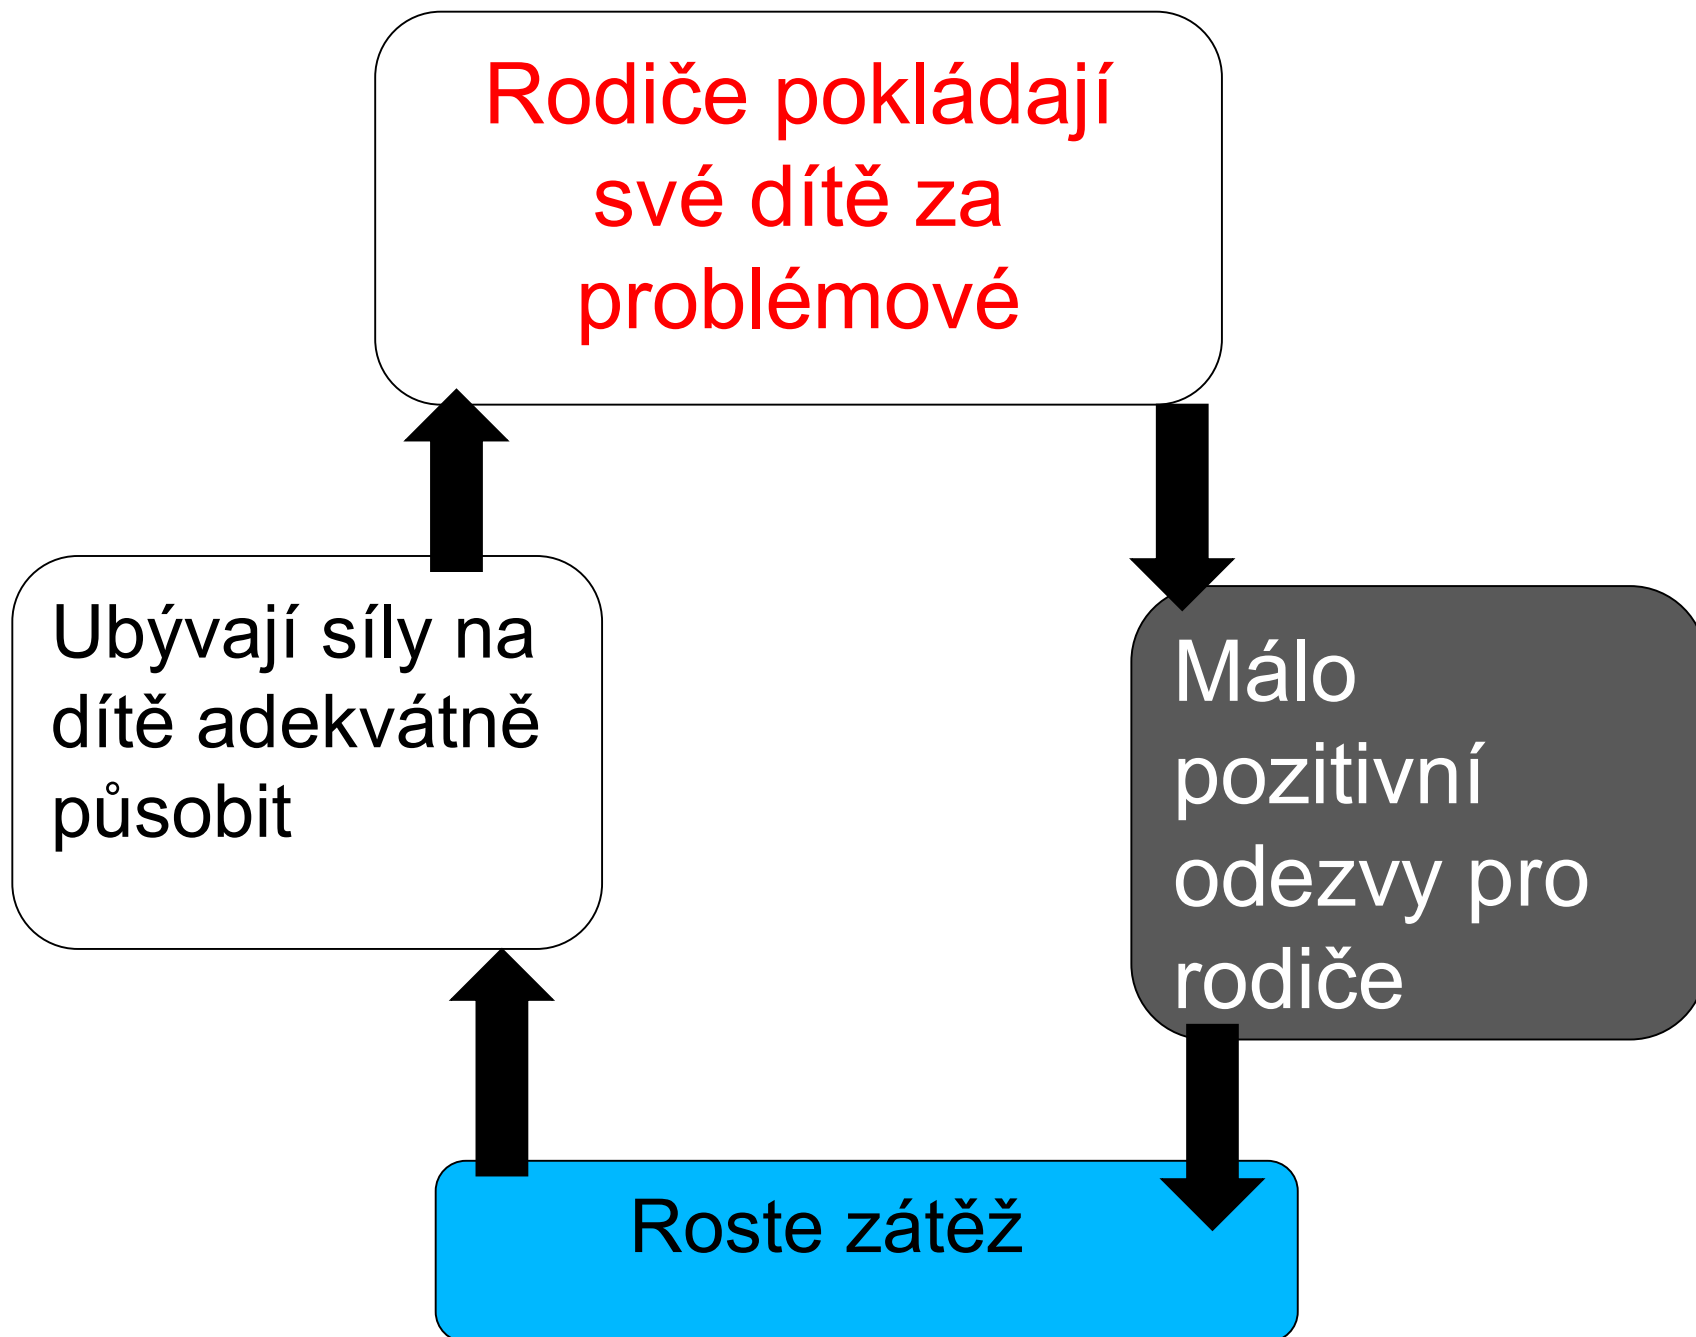 Rodiče pokládají
své dítě za
problémové
Ubývají síly na
dítě adekvátně
působit
Málo
pozitivní
odezvy pro
rodiče
Roste zátěž